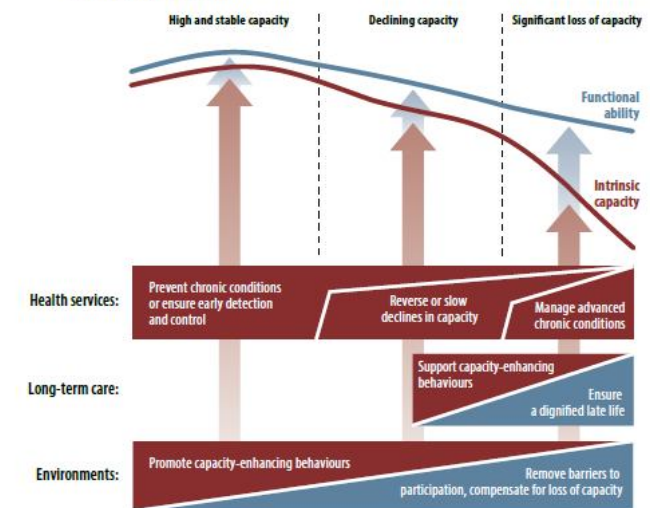 High and stable capacity
Declining capacity
Significant loss of capacity
Functional
ability
Intrinsic
capacity
Health services:
Prevent chronic conditions
or ensure early detection
and control
Reverse or slow
declines in capacity
Manage advanced
chronic conditions
Long-term care:
Support capacity-enhancing
behaviours
Ensure
a dignified late life
Environments:
Promote capacity-enhancing behaviours
Remove barriers to
participation, compensate for loss of capacity